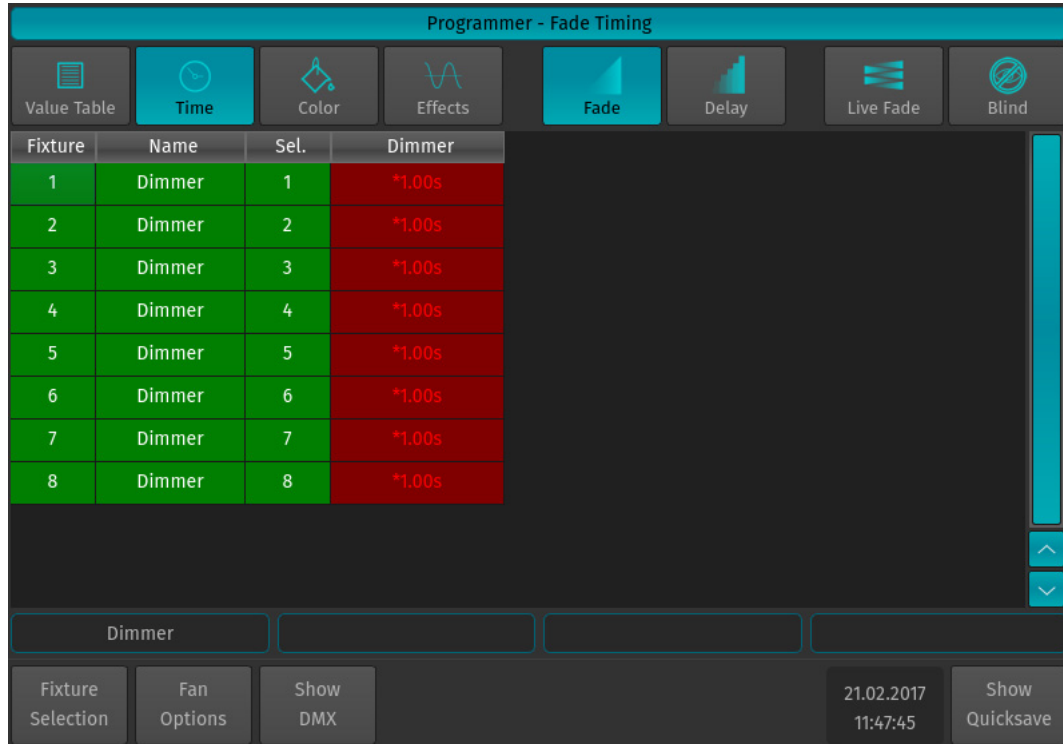 Programmer - Fade Timing
Value Table Time Color Effects Fade Delay Live Fade Blind
Fixture Name Sel. Dimmer
1 Dimmer 1 *1.00s
2 Dimmer 2 *1.00s
3 Dimmer 3 *1.00s
4 Dimmer 4 *1.00s
5 Dimmer 5 *1.00s
6 Dimmer 6 *1.00s
7 Dimmer 7 *1.00s
8 Dimmer 8 *1.00s
Dimmer
Fixture Selection
Fan Options
Show DMX
21.02.2017
11:47:45
Show Quicksave